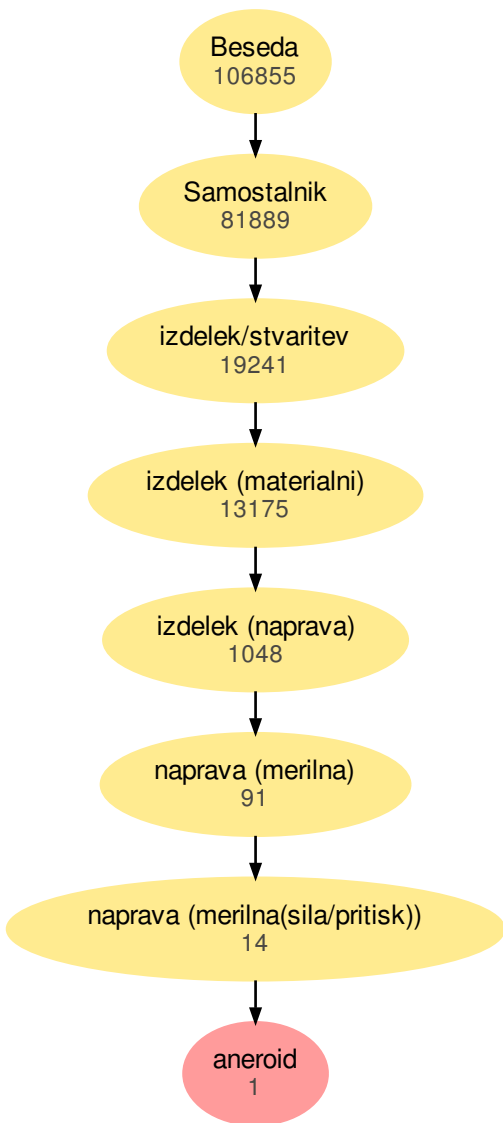 Beseda
106855
Samostalnik
81889
izdelek/stvaritev
19241
izdelek (materialni)
13175
izdelek (naprava)
1048
naprava (merilna)
91
naprava (merilna(sila/pritisk))
14
aneroid
1